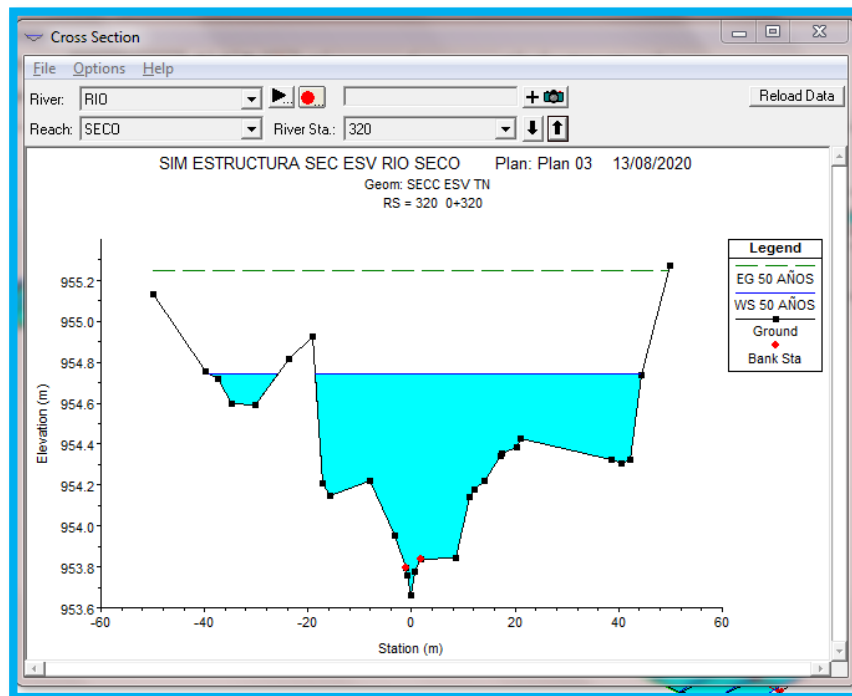 Cross Section
File Options Help
River: RIO Reload Data
Reach: SECO River Sta.: 320
SIM ESTRUCTURA SEC ESV RIO SECO Plan: Plan 03 13/08/2020
Geom: SECC ESV TN
RS = 320 0+320
Legend
EG 50 AÑOS
WS 50 AÑOS
Ground
Bank Sta
955.2
955.0
954.8
954.6
954.4
954.2
954.0
953.8
953.6
Elevation (m)
-60 -40 -20 0 20 40 60
Station (m)